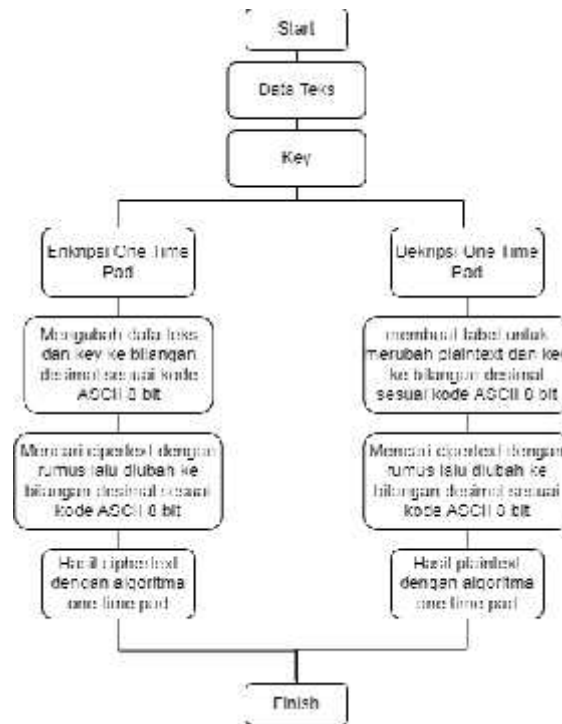 Start
Data Teks
Key
Enkripsi One Time
Pad
Dekripsi One Time
Pad
Mengubah data teks
dan key ke bilangan
desimal sesuai kode
ASCII 8 bit
membuat tabel untuk
merubah plaintext dan key
ke bilangan desimal
sesuai kode ASCII 8 bit
Mencari cipertext dengan
rumus lalu diubah ke
bilangan desimal sesuai
kode ASCII 8 bit
Mencari cipertext dengan
rumus lalu diubah ke
bilangan desimal sesuai
kode ASCII 8 bit
Hasil ciphertext
dengan algoritma
one time pad
Hasil plaintext
dengan algoritma
one time pad
Finish